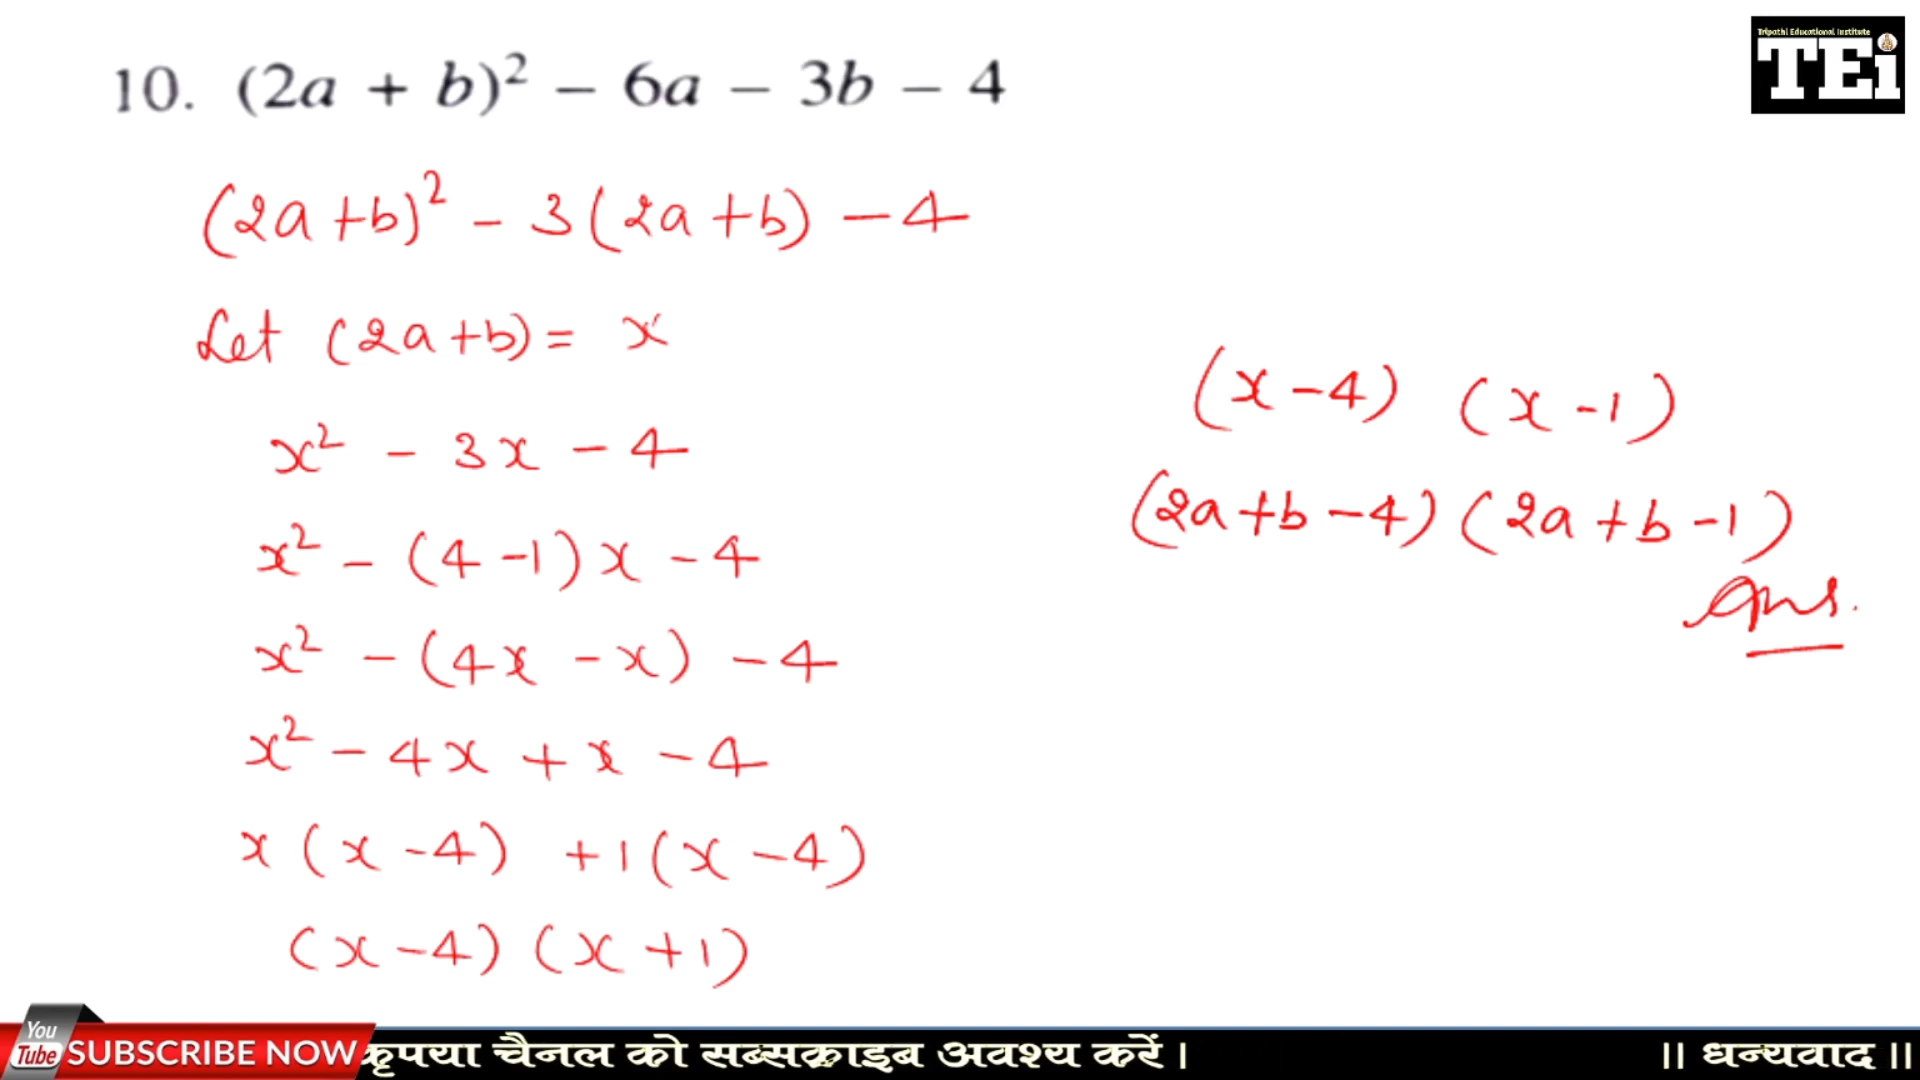 Tripathi Educational Institute
TEi
10. (2a + b)² – 6a – 3b – 4
(2a+b)² - 3(2a+b) - 4
Let (2a+b) = x
x² - 3x - 4
x² - (4-1)x - 4
x² - (4x - x) - 4
x² - 4x + x - 4
x(x-4) +1(x-4)
(x-4) (x+1)
(x-4) (x-1)
(2a+b-4) (2a+b-1)
Ans.
You Tube SUBSCRIBE NOW कृपया चैनल को सब्सक्राइब अवश्य करें | || धन्यवाद ||